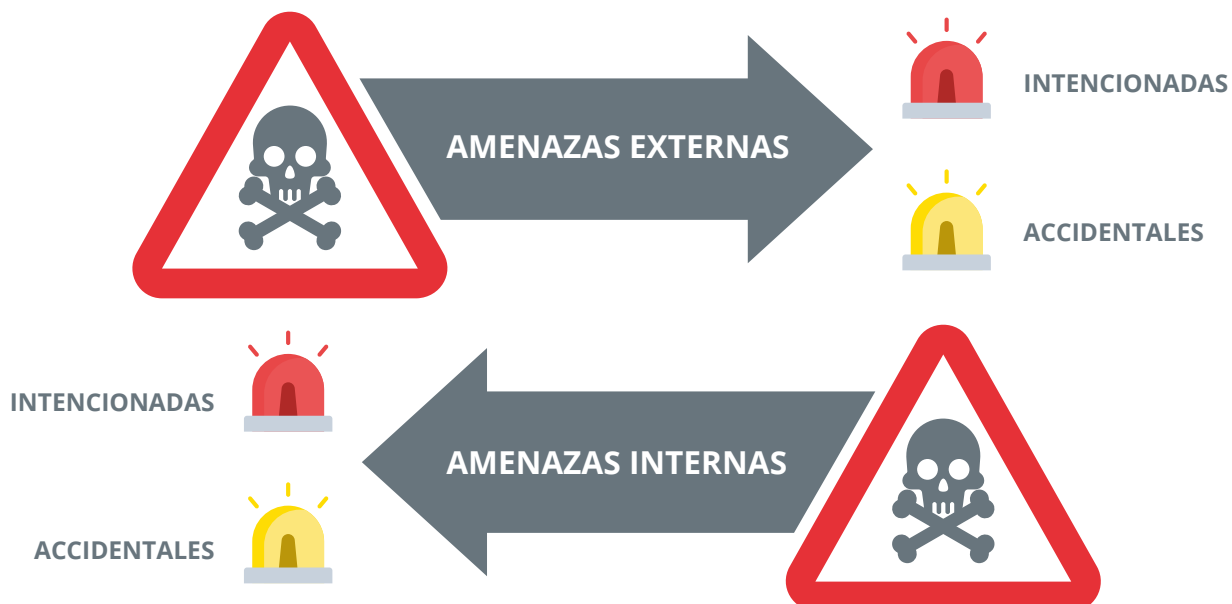 AMENAZAS EXTERNAS
INTENCIONADAS
ACCIDENTALES
AMENAZAS INTERNAS
INTENCIONADAS
ACCIDENTALES